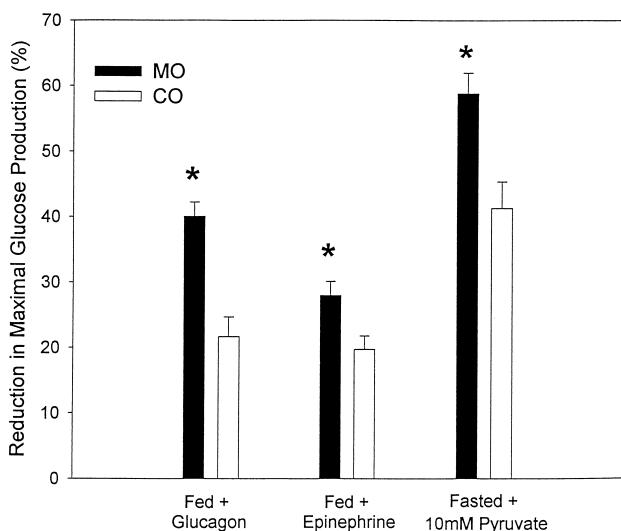 Reduction in Maximal Glucose Production (%)
70
60
50
40
30
20
10
0
MO
CO
*
*
*
Fed +
Glucagon
Fed +
Epinephrine
Fasted +
10mM Pyruvate